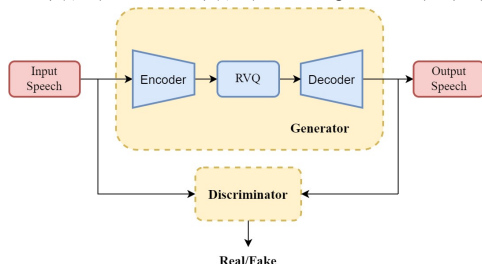 Input
Speech
Encoder
RVQ
Decoder
Output
Speech
Generator
Discriminator
Real/Fake